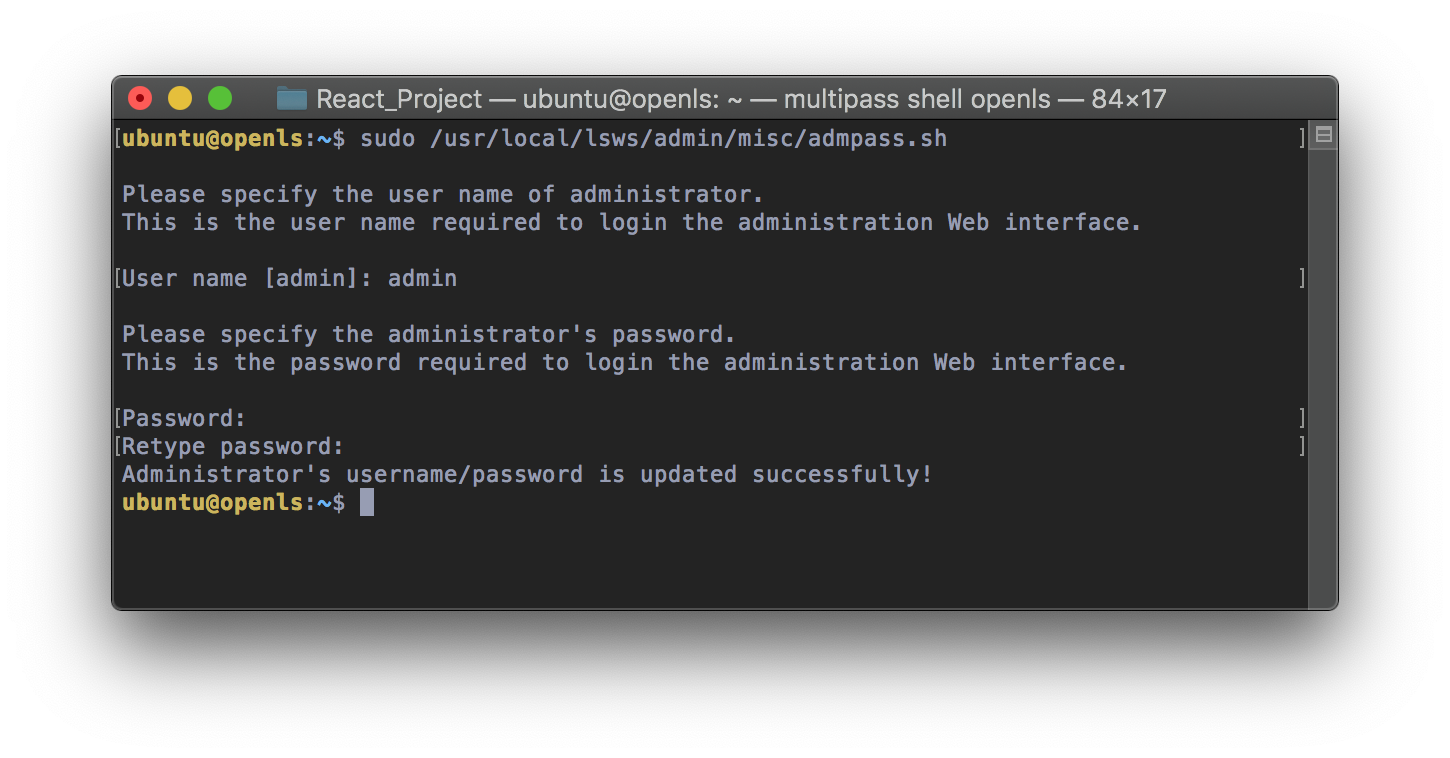 React_Project — ubuntu@openls: ~ — multipass shell openls — 84×17
[ubuntu@openls:~$ sudo /usr/local/lsws/admin/misc/admpass.sh ]
Please specify the user name of administrator.
This is the user name required to login the administration Web interface.
[User name [admin]: admin ]
Please specify the administrator's password.
This is the password required to login the administration Web interface.
[Password: ]
[Retype password: ]
Administrator's username/password is updated successfully!
ubuntu@openls:~$